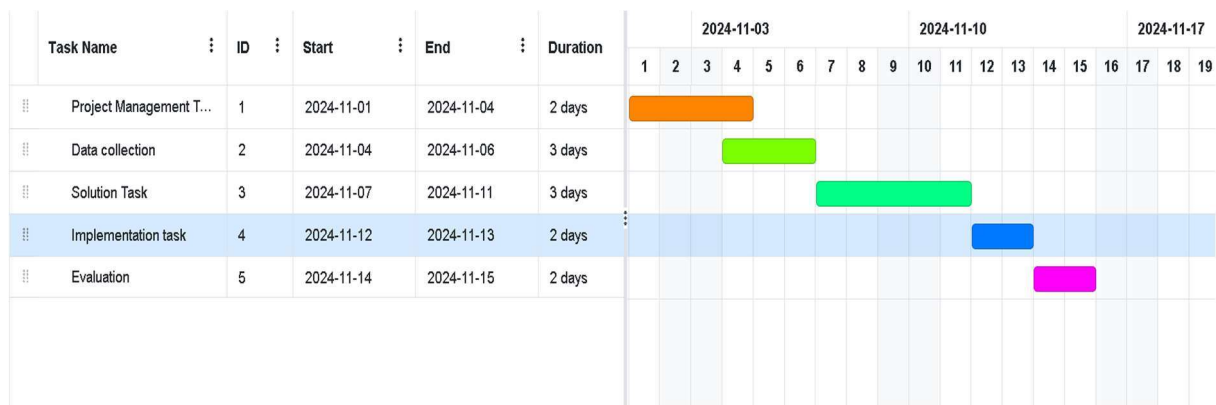 2024-11-03 2024-11-10 2024-11-17
Task Name ID Start End Duration
1 2 3 4 5 6 7 8 9 10 11 12 13 14 15 16 17 18 19
Project Management T... 1 2024-11-01 2024-11-04 2 days
Data collection 2 2024-11-04 2024-11-06 3 days
Solution Task 3 2024-11-07 2024-11-11 3 days
Implementation task 4 2024-11-12 2024-11-13 2 days
Evaluation 5 2024-11-14 2024-11-15 2 days